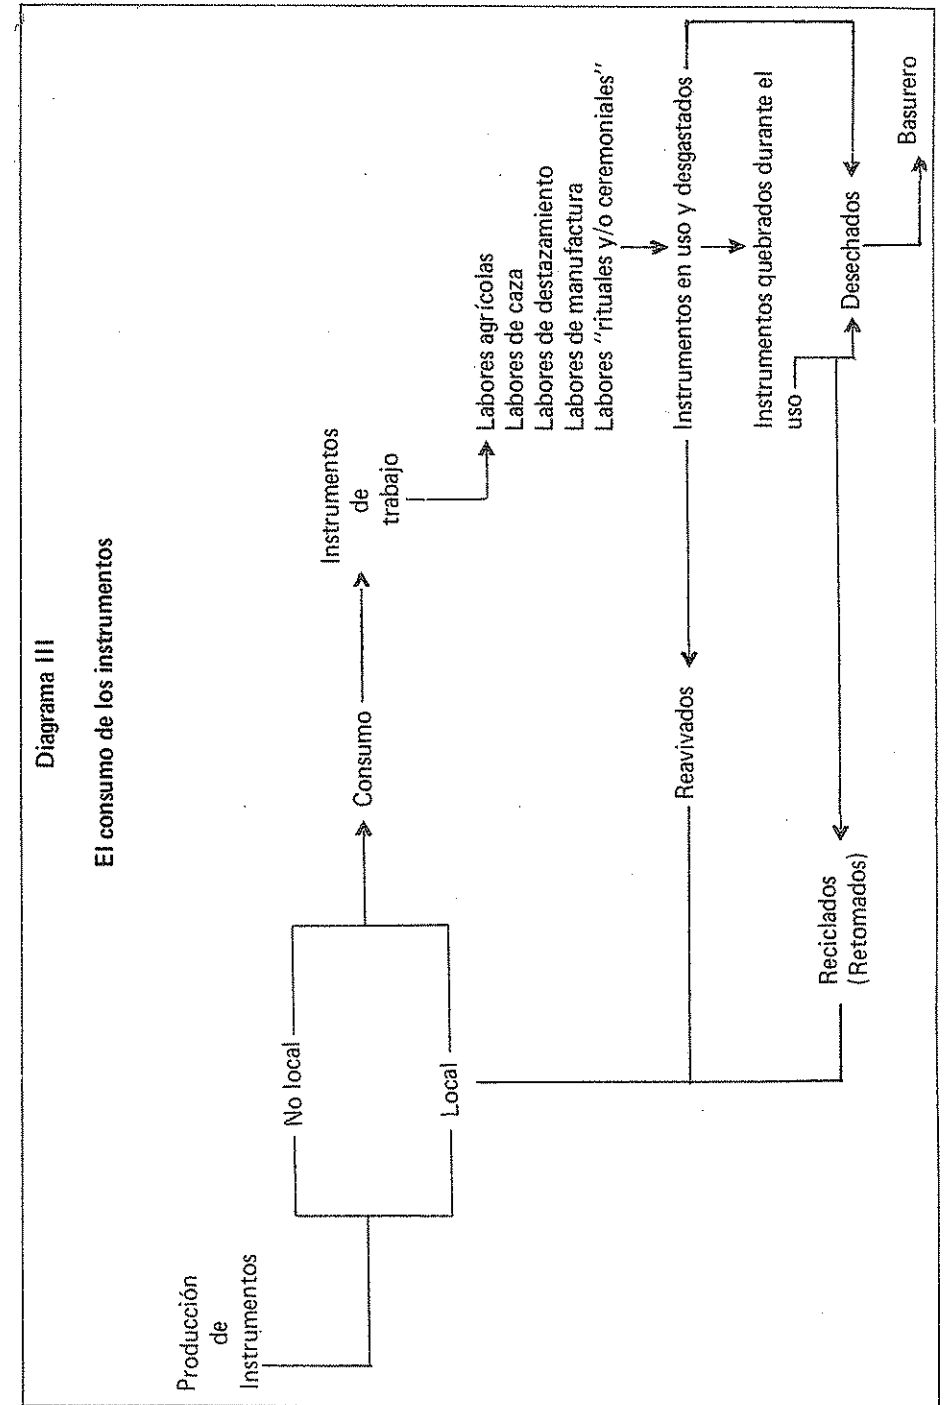 Diagrama III
El consumo de los instrumentos
Producción
de
Instrumentos
No local
Local
Consumo
Instrumentos
de
trabajo
Labores agrícolas
Labores de caza
Labores de destazamiento
Labores de manufactura
Labores "rituales y/o ceremoniales"
Reavivados
Instrumentos en uso y desgastados
Instrumentos quebrados durante el
uso
Reciclados
(Retomados)
Desechados
Basurero